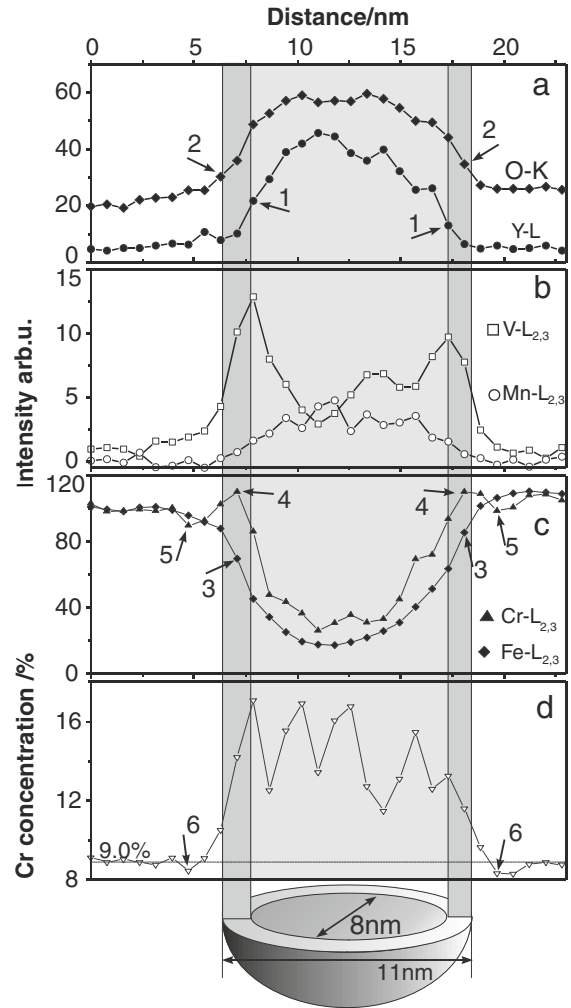 Distance/nm
0 5 10 15 20
60
40
20
0
a
2
2
O-K
1
1
Y-L
15
10
5
0
b
V-L2,3
Mn-L2,3
Intensity arb.u.
120
80
40
0
c
4
4
5
5
3
3
Cr-L2,3
Fe-L2,3
Cr concentration /%
16
12
8
d
6
6
9.0%
8nm
11nm